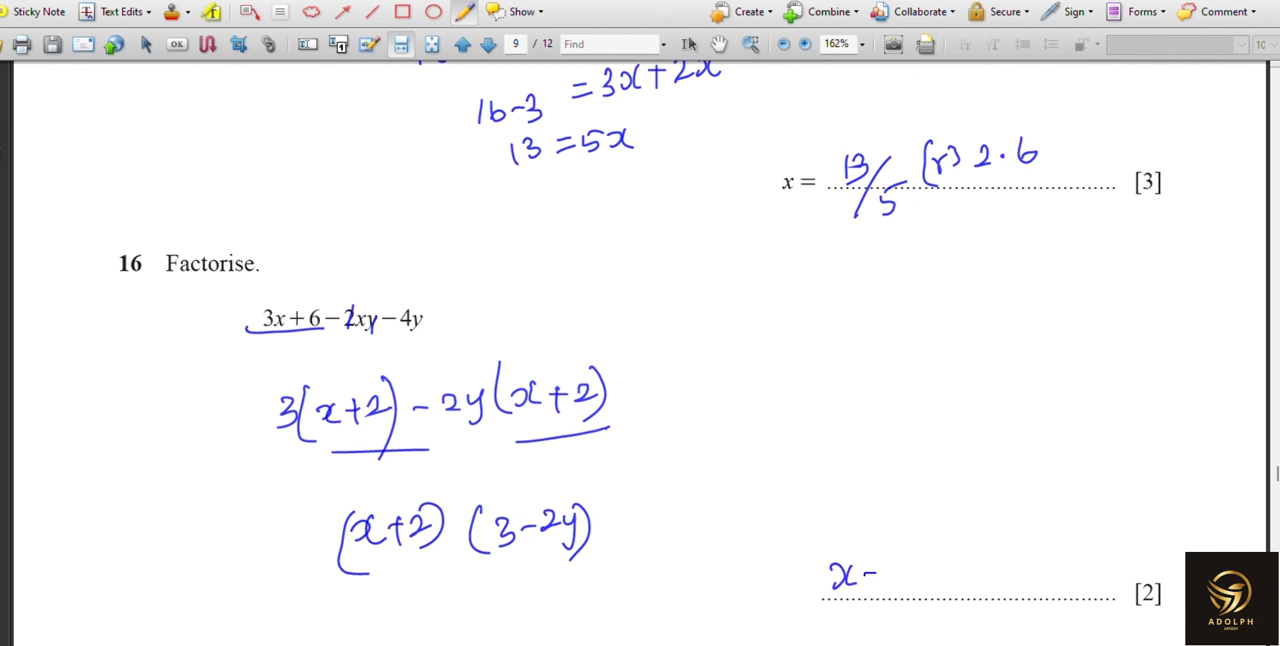 Sticky Note Text Edits Show Create Combine Collaborate Secure Sign Forms Comment
OK 9 / 12 Find 162% 10
16-3 = 3x+2x
13 = 5x
x = 13/5 (r) 2.6 [3]
16 Factorise.
3x + 6 − 2xy − 4y
3(x+2) - 2y(x+2)
(x+2) (3-2y)
x - [2]
ADOLPH